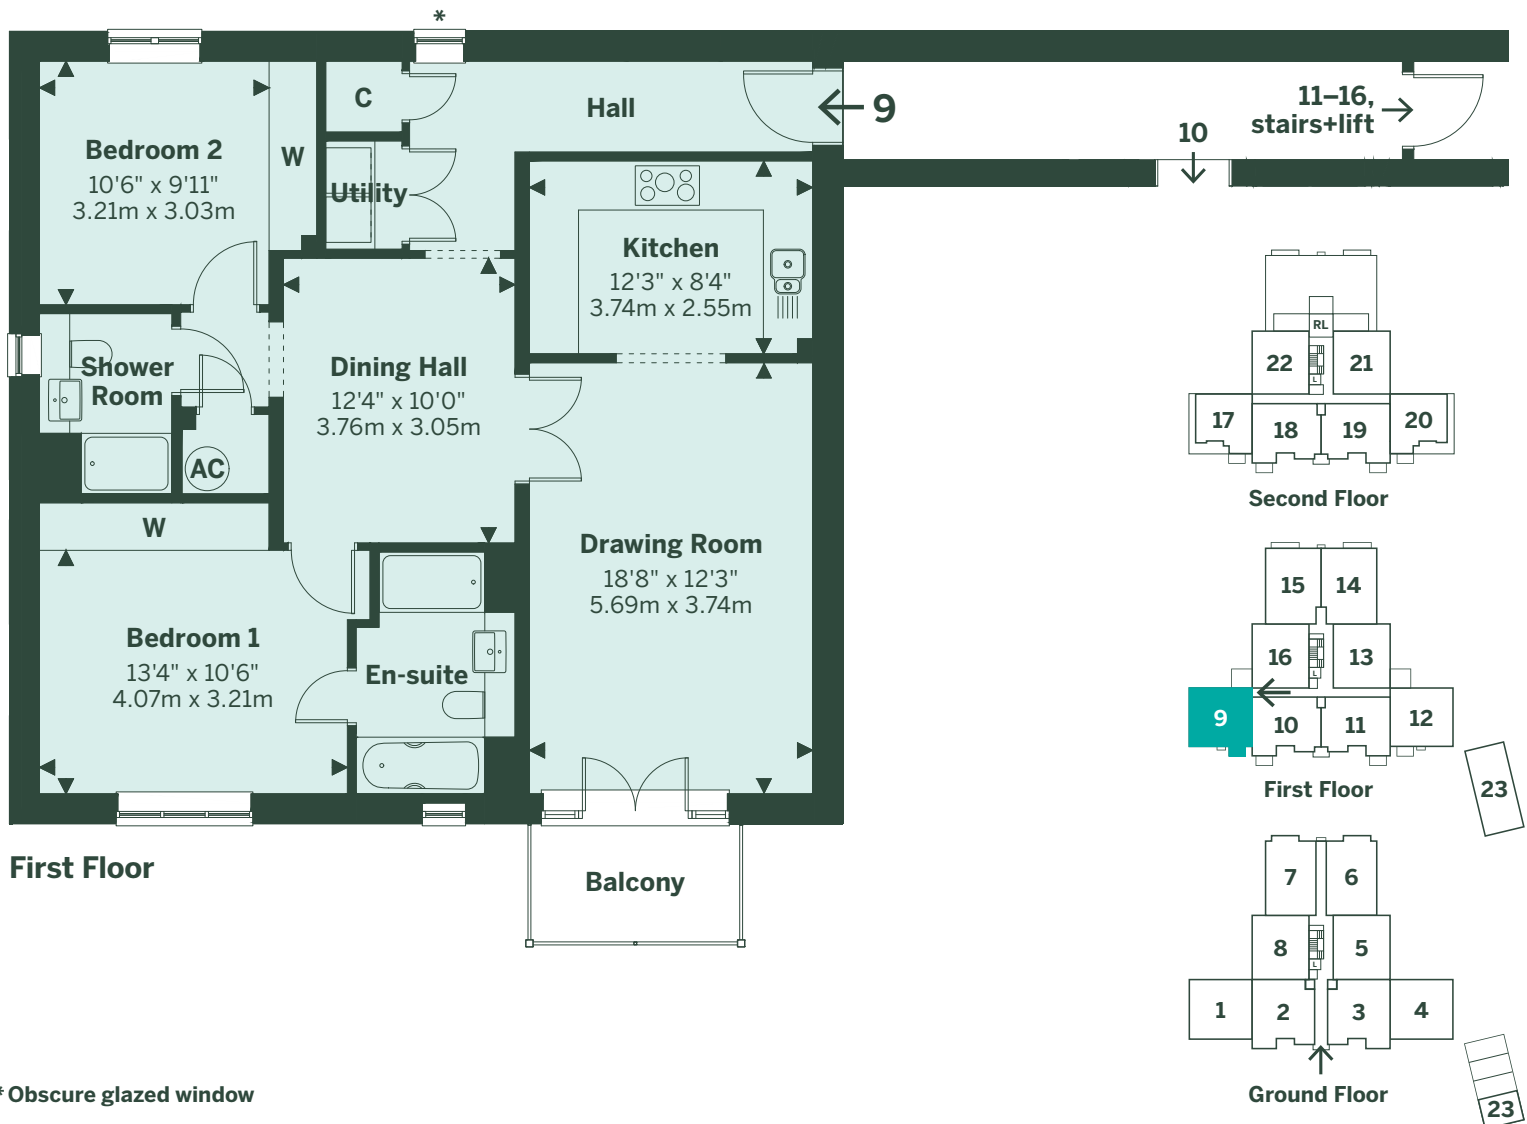 *
C
Hall
9
11–16,
stairs+lift
10
Bedroom 2
10'6" x 9'11"
3.21m x 3.03m
W
Utility
Kitchen
12'3" x 8'4"
3.74m x 2.55m
Shower
Room
Dining Hall
12'4" x 10'0"
3.76m x 3.05m
AC
W
Drawing Room
18'8" x 12'3"
5.69m x 3.74m
Bedroom 1
13'4" x 10'6"
4.07m x 3.21m
En-suite
First Floor
Balcony
* Obscure glazed window
RL
22
L
21
17
18
19
20
Second Floor
15
14
16
L
13
9
10
11
12
First Floor
23
7
6
8
L
5
1
2
3
4
Ground Floor
23